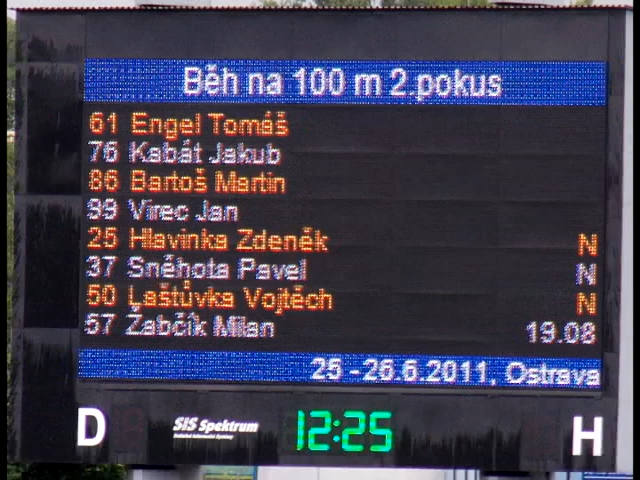 Běh na 100 m 2.pokus
61 Engel Tomáš
76 Kabát Jakub
86 Bartoš Martin
99 Virec Jan
25 Hlavinka Zdeněk N
37 Sněhota Pavel N
50 Laštůvka Vojtěch N
57 Žabčík Milan 19.08
25 - 26.6.2011, Ostrava
D SIS Spektrum 12:25 H